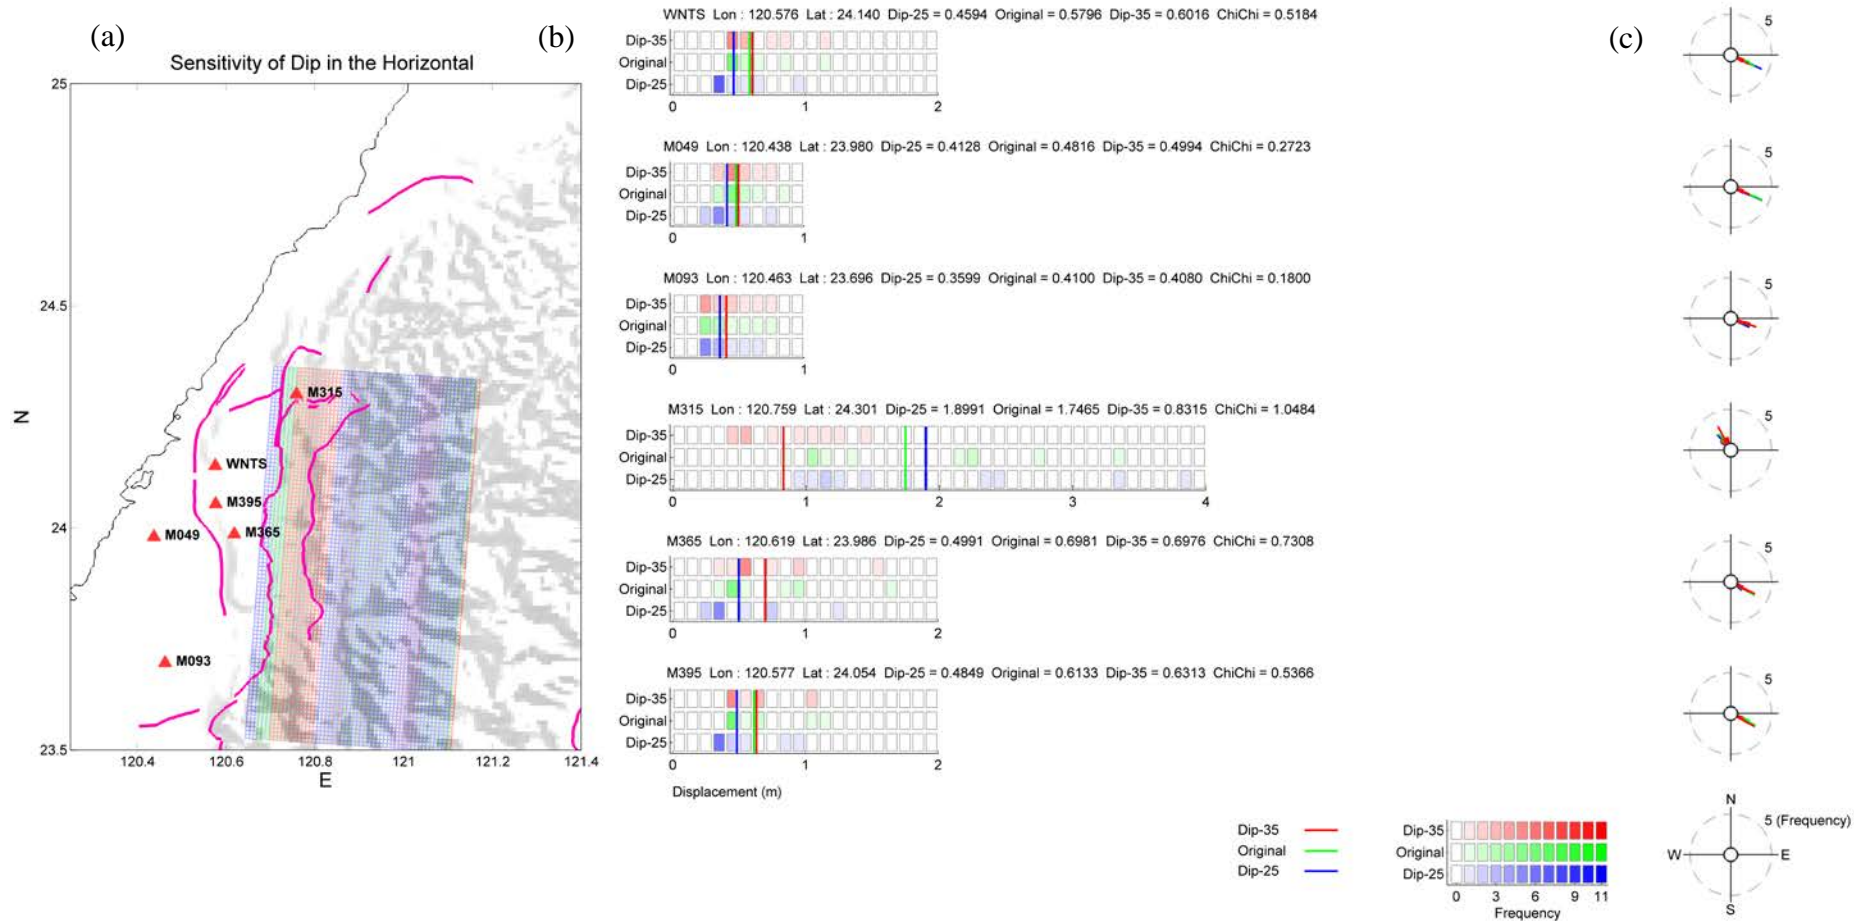 (a)
Sensitivity of Dip in the Horizontal
25
24.5
24
23.5
N
120.4 120.6 120.8 121 121.2 121.4
E
M315
WNTS
M395
M049
M365
M093
(b)
WNTS Lon : 120.576 Lat : 24.140 Dip-25 = 0.4594 Original = 0.5796 Dip-35 = 0.6016 ChiChi = 0.5184
Dip-35
Original
Dip-25
0 1 2
M049 Lon : 120.438 Lat : 23.980 Dip-25 = 0.4128 Original = 0.4816 Dip-35 = 0.4994 ChiChi = 0.2723
Dip-35
Original
Dip-25
0 1
M093 Lon : 120.463 Lat : 23.696 Dip-25 = 0.3599 Original = 0.4100 Dip-35 = 0.4080 ChiChi = 0.1800
Dip-35
Original
Dip-25
0 1
M315 Lon : 120.759 Lat : 24.301 Dip-25 = 1.8991 Original = 1.7465 Dip-35 = 0.8315 ChiChi = 1.0484
Dip-35
Original
Dip-25
0 1 2 3 4
M365 Lon : 120.619 Lat : 23.986 Dip-25 = 0.4991 Original = 0.6981 Dip-35 = 0.6976 ChiChi = 0.7308
Dip-35
Original
Dip-25
0 1 2
M395 Lon : 120.577 Lat : 24.054 Dip-25 = 0.4849 Original = 0.6133 Dip-35 = 0.6313 ChiChi = 0.5366
Dip-35
Original
Dip-25
0 1 2
Displacement (m)
Dip-35
Original
Dip-25
Dip-35
Original
Dip-25
0 3 6 9 11
Frequency
(c)
5
5
5
5
5
5
N
5 (Frequency)
W E
S